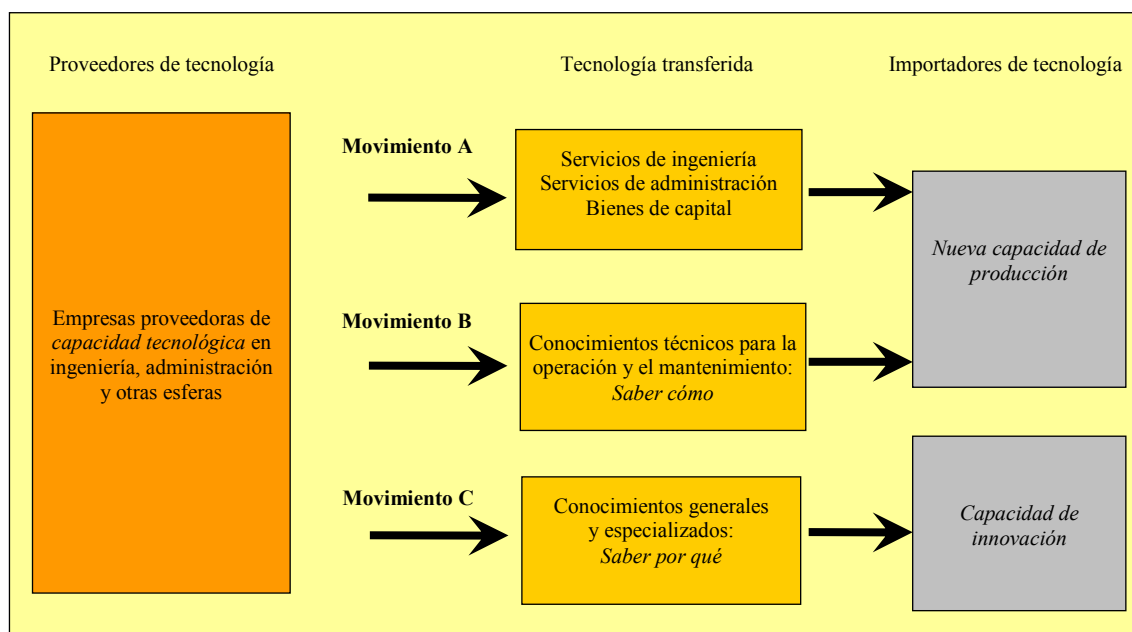 Proveedores de tecnología
Tecnología transferida
Importadores de tecnología
Empresas proveedoras de
capacidad tecnológica en
ingeniería, administración
y otras esferas
Movimiento A
Servicios de ingeniería
Servicios de administración
Bienes de capital
Movimiento B
Conocimientos técnicos para la
operación y el mantenimiento:
Saber cómo
Nueva capacidad de
producción
Movimiento C
Conocimientos generales
y especializados:
Saber por qué
Capacidad de
innovación